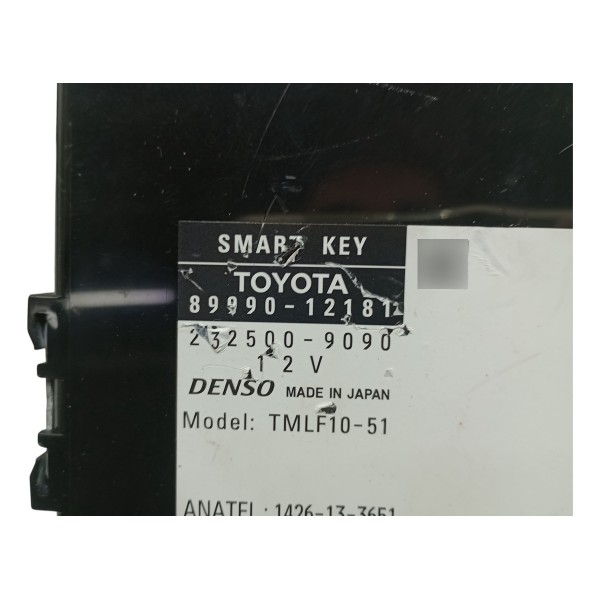 SMART KEY
TOYOTA
89990-12181
232500-9090
12V
DENSO MADE IN JAPAN
Model: TMLF10-51
ANATEL: 1426-13-3651